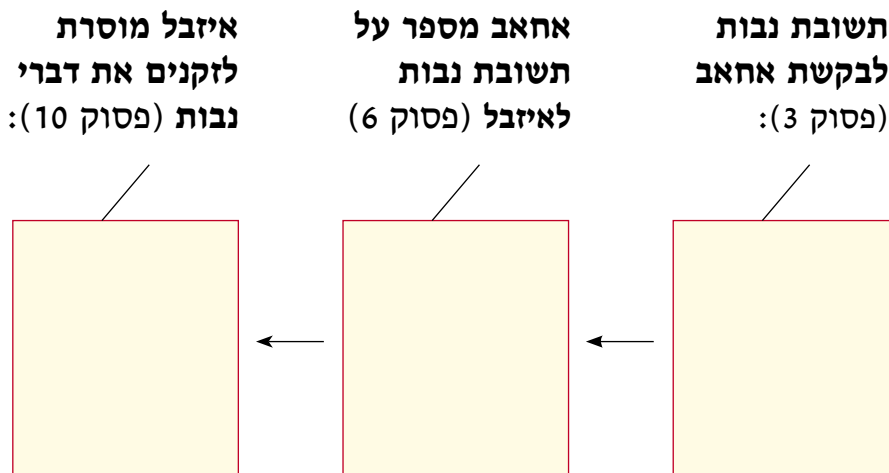 תשובת נבות
לבקשת אחאב
(פסוק 3):
אחאב מספר על
תשובת נבות
לאיזבל (פסוק 6)
איזבל מוסרת
לזקנים את דברי
נבות (פסוק 10):